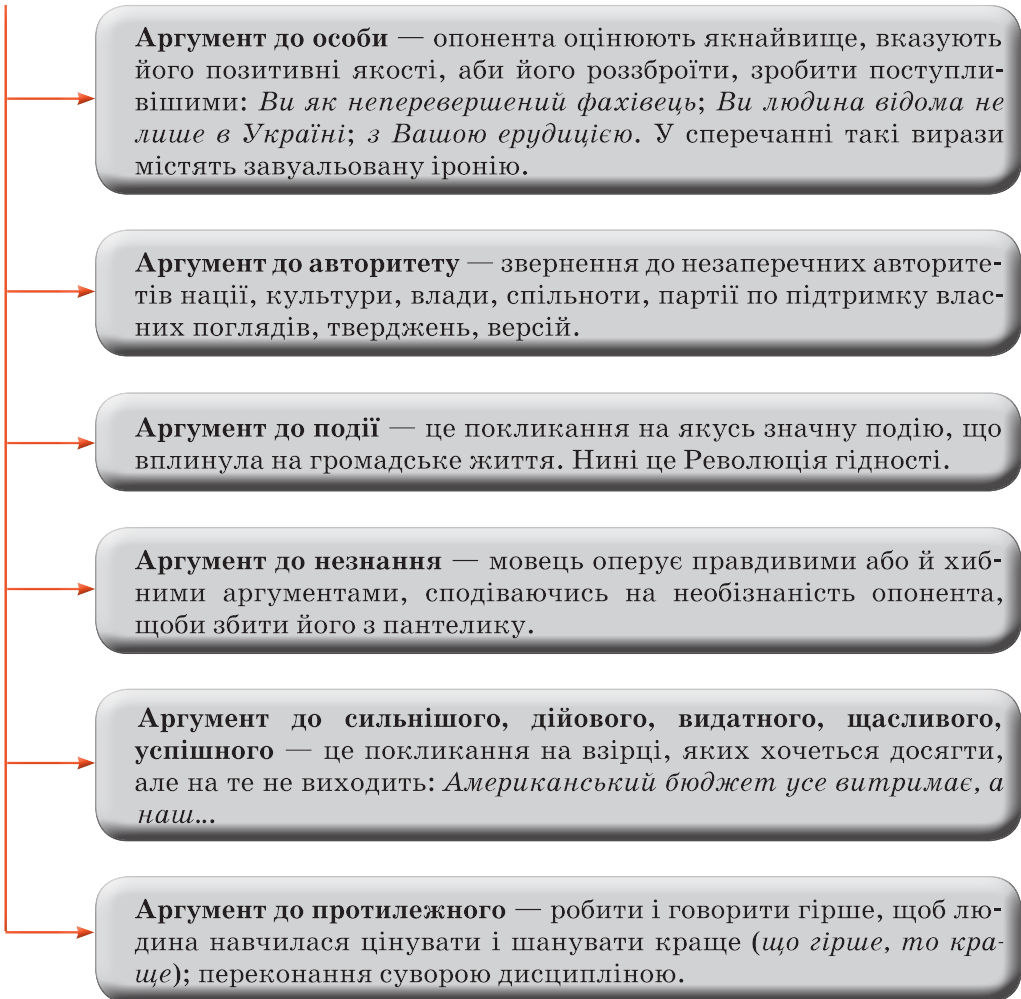 Аргумент до особи — опонента оцінюють якнайвище, вказують
його позитивні якості, аби його роззброїти, зробити поступли-
вішими: Ви як неперевершений фахівець; Ви людина відома не
лише в Україні; з Вашою ерудицією. У сперечанні такі вирази
містять завуальовану іронію.
Аргумент до авторитету — звернення до незаперечних авторите-
тів нації, культури, влади, спільноти, партії по підтримку влас-
них поглядів, тверджень, версій.
Аргумент до події — це покликання на якусь значну подію, що
вплинула на громадське життя. Нині це Революція гідності.
Аргумент до незнання — мовець оперує правдивими або й хиб-
ними аргументами, сподіваючись на необізнаність опонента,
щоби збити його з пантелику.
Аргумент до сильнішого, дійового, видатного, щасливого,
успішного — це покликання на взірці, яких хочеться досягти,
але на те не виходить: Американський бюджет усе витримає, а
наш...
Аргумент до протилежного — робити і говорити гірше, щоб лю-
дина навчилася цінувати і шанувати краще (що гірше, то кра-
ще); переконання суворою дисципліною.